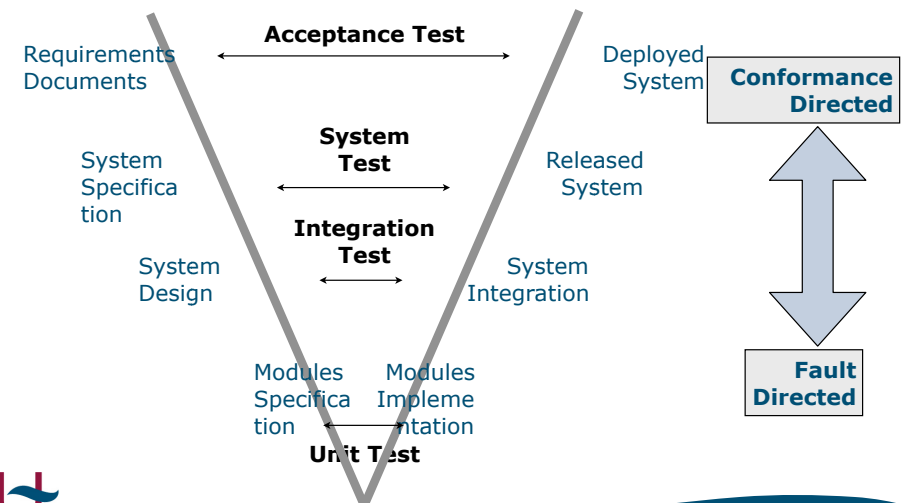 Acceptance Test
Requirements
Documents
Deployed
System
Conformance
Directed
System
Test
System
Specifica
tion
Released
System
Integration
Test
System
Design
System
Integration
Modules
Specifica
tion
Modules
Impleme
ntation
Unit Test
Fault
Directed